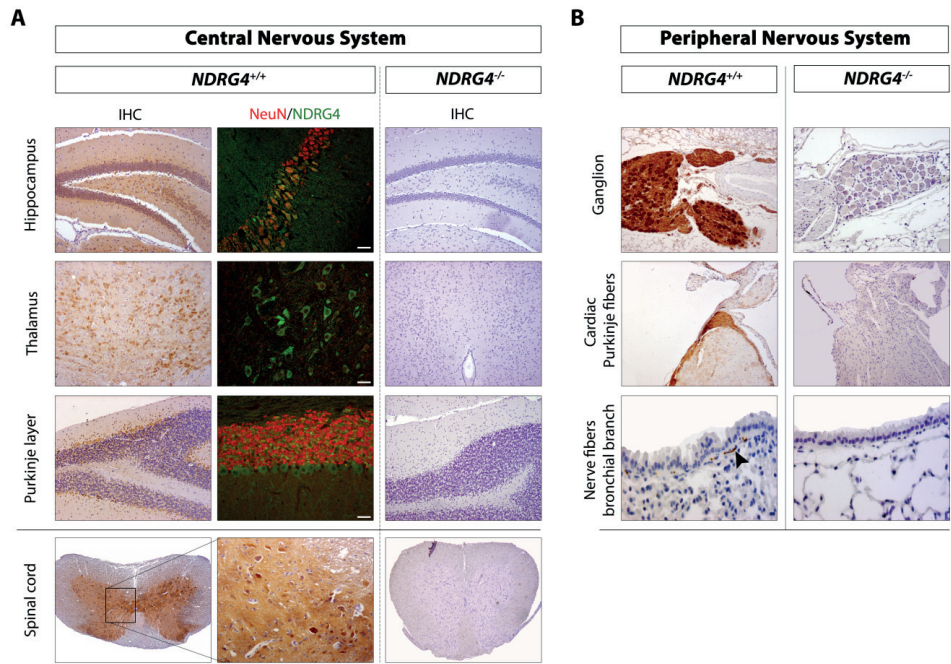 A
Central Nervous System
NDRG4+/+
NDRG4-/-
IHC
NeuN/NDRG4
IHC
Hippocampus
Thalamus
Purkinje layer
Spinal cord
B
Peripheral Nervous System
NDRG4+/+
NDRG4-/-
Ganglion
Cardiac
Purkinje fibers
Nerve fibers
bronchial branch